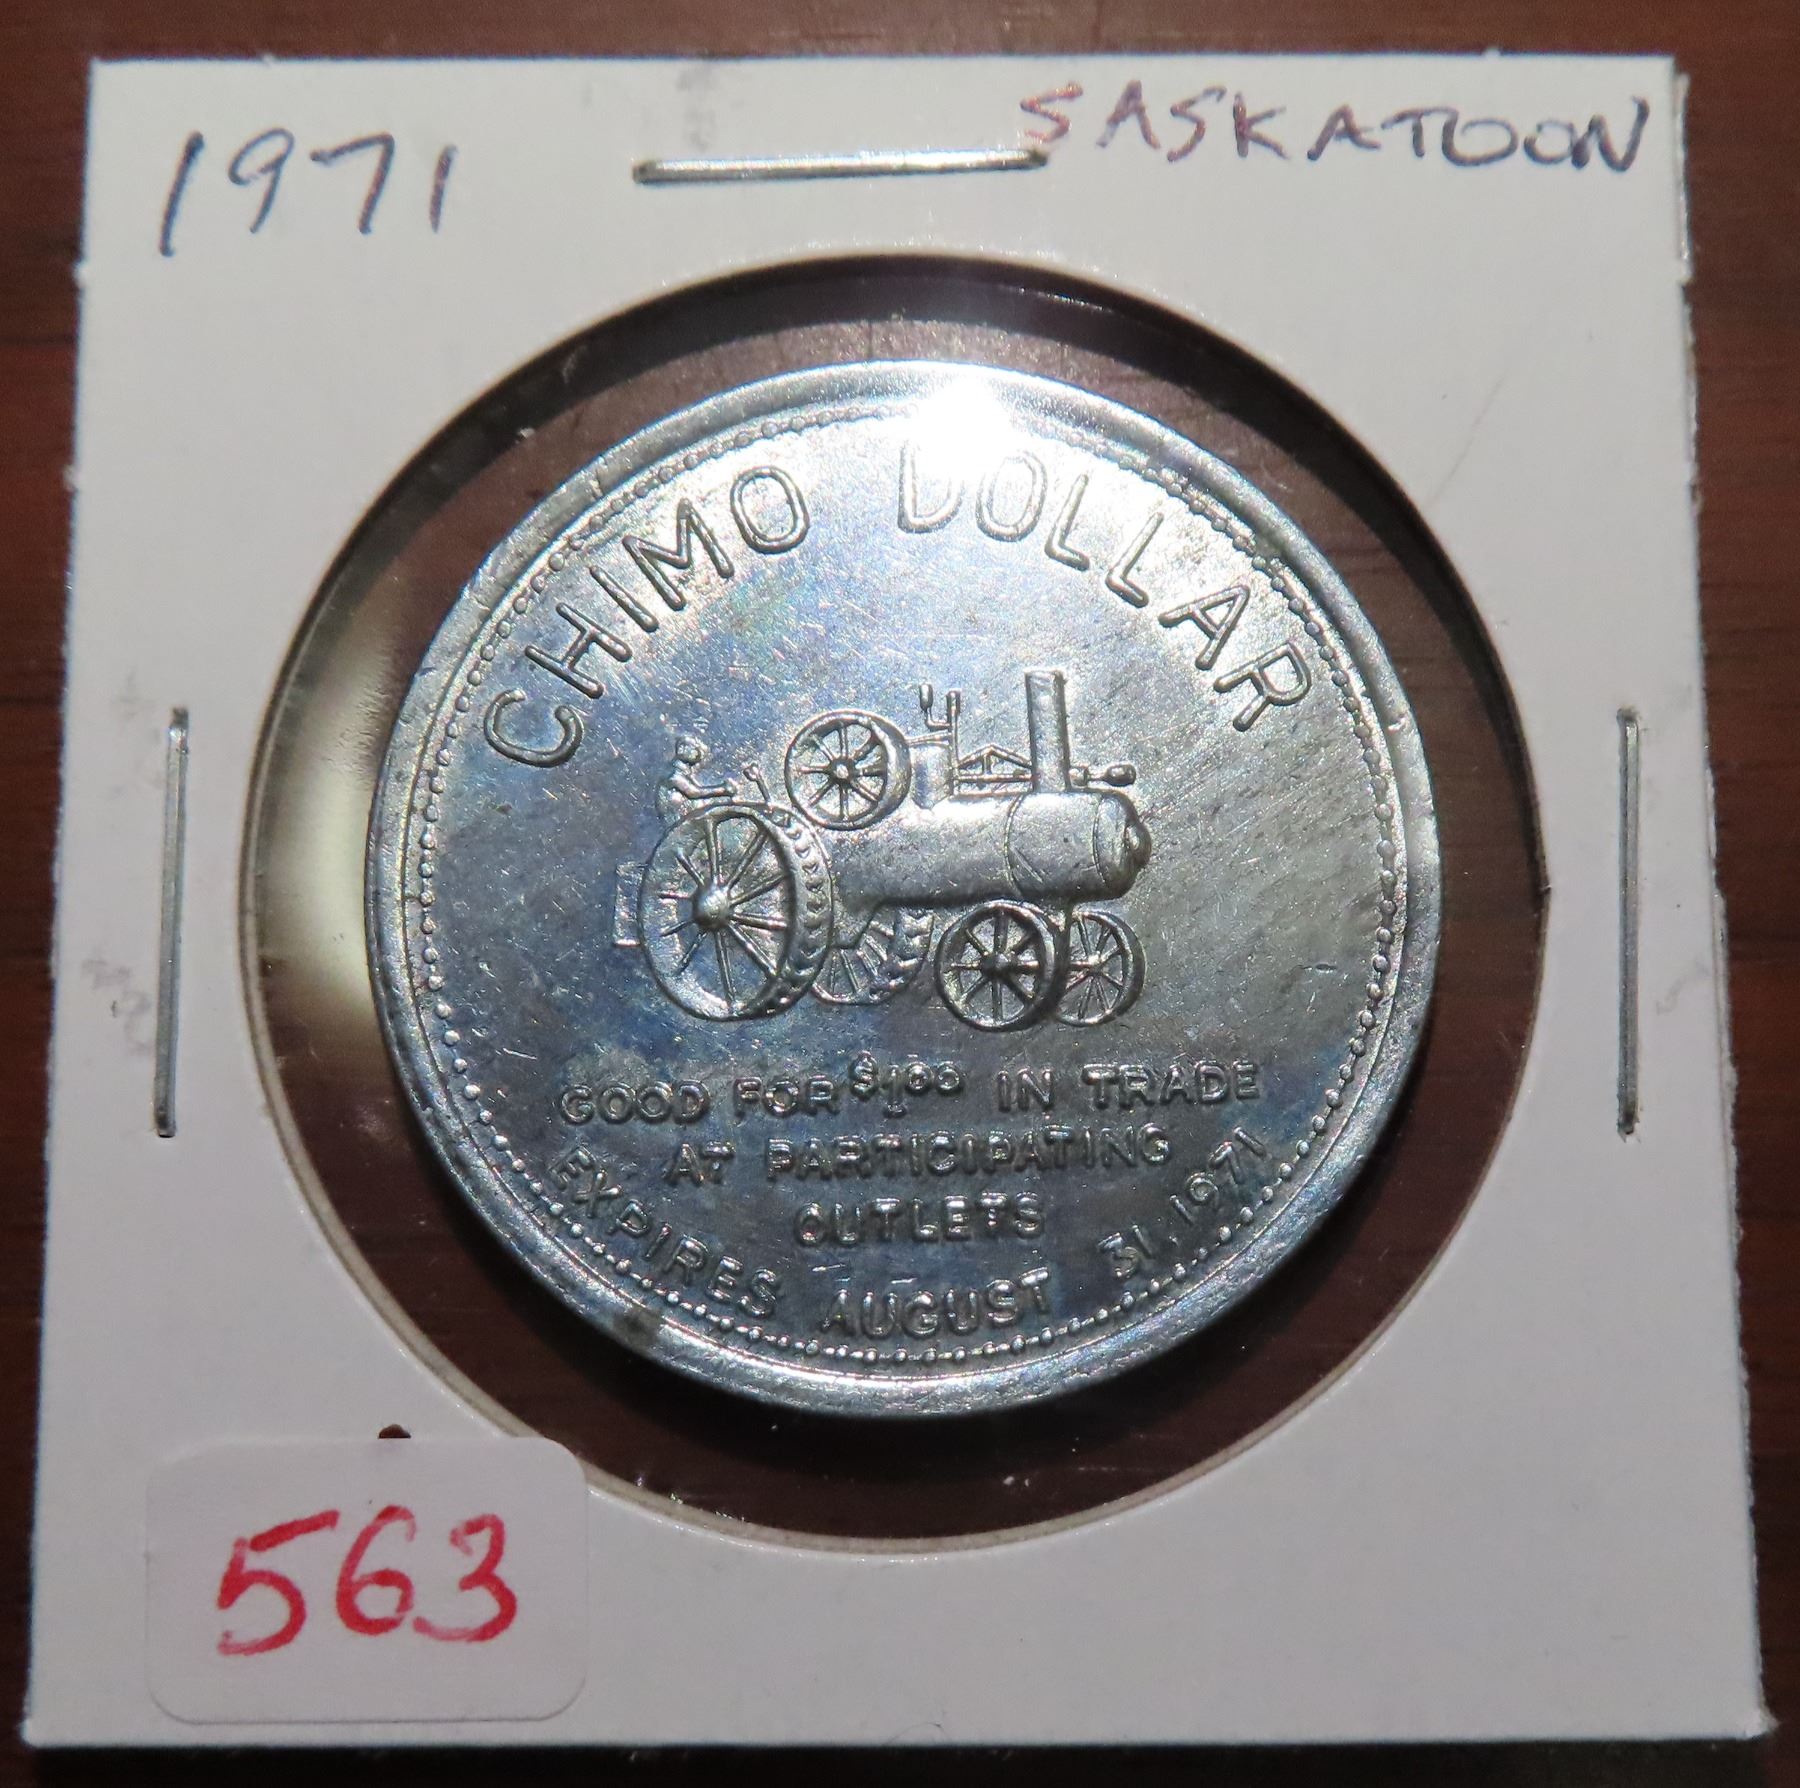 1971 SASKATOON
CHIMO DOLLAR
GOOD FOR $1.00 IN TRADE
AT PARTICIPATING
OUTLETS
EXPIRES AUGUST 31, 1971
563